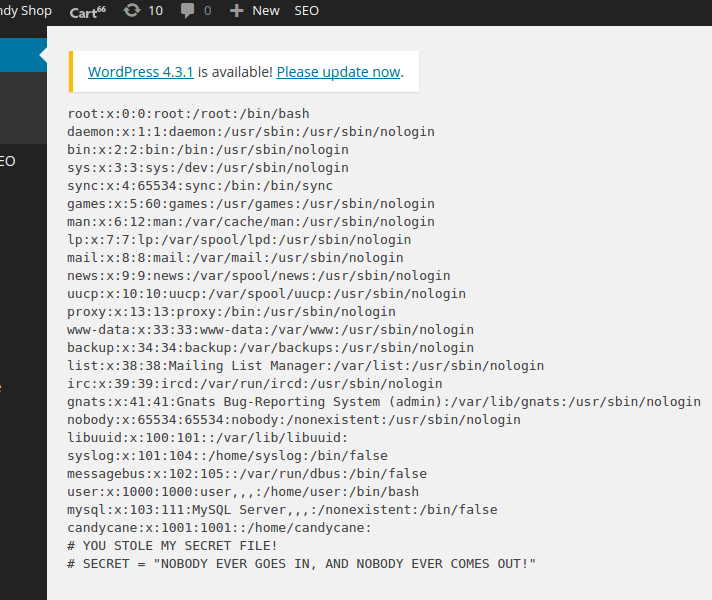 ndy Shop Cart66 10 0 New SEO
WordPress 4.3.1 is available! Please update now.
root:x:0:0:root:/root:/bin/bash
daemon:x:1:1:daemon:/usr/sbin:/usr/sbin/nologin
bin:x:2:2:bin:/bin:/usr/sbin/nologin
sys:x:3:3:sys:/dev:/usr/sbin/nologin
EO
sync:x:4:65534:sync:/bin:/bin/sync
games:x:5:60:games:/usr/games:/usr/sbin/nologin
man:x:6:12:man:/var/cache/man:/usr/sbin/nologin
lp:x:7:7:lp:/var/spool/lpd:/usr/sbin/nologin
mail:x:8:8:mail:/var/mail:/usr/sbin/nologin
news:x:9:9:news:/var/spool/news:/usr/sbin/nologin
uucp:x:10:10:uucp:/var/spool/uucp:/usr/sbin/nologin
proxy:x:13:13:proxy:/bin:/usr/sbin/nologin
www-data:x:33:33:www-data:/var/www:/usr/sbin/nologin
backup:x:34:34:backup:/var/backups:/usr/sbin/nologin
list:x:38:38:Mailing List Manager:/var/list:/usr/sbin/nologin
irc:x:39:39:ircd:/var/run/ircd:/usr/sbin/nologin
gnats:x:41:41:Gnats Bug-Reporting System (admin):/var/lib/gnats:/usr/sbin/nologin
nobody:x:65534:65534:nobody:/nonexistent:/usr/sbin/nologin
libuuid:x:100:101::/var/lib/libuuid:
syslog:x:101:104::/home/syslog:/bin/false
messagebus:x:102:105::/var/run/dbus:/bin/false
user:x:1000:1000:user,,,:/home/user:/bin/bash
mysql:x:103:111:MySQL Server,,,:/nonexistent:/bin/false
candycane:x:1001:1001::/home/candycane:
# YOU STOLE MY SECRET FILE!
# SECRET = "NOBODY EVER GOES IN, AND NOBODY EVER COMES OUT!"